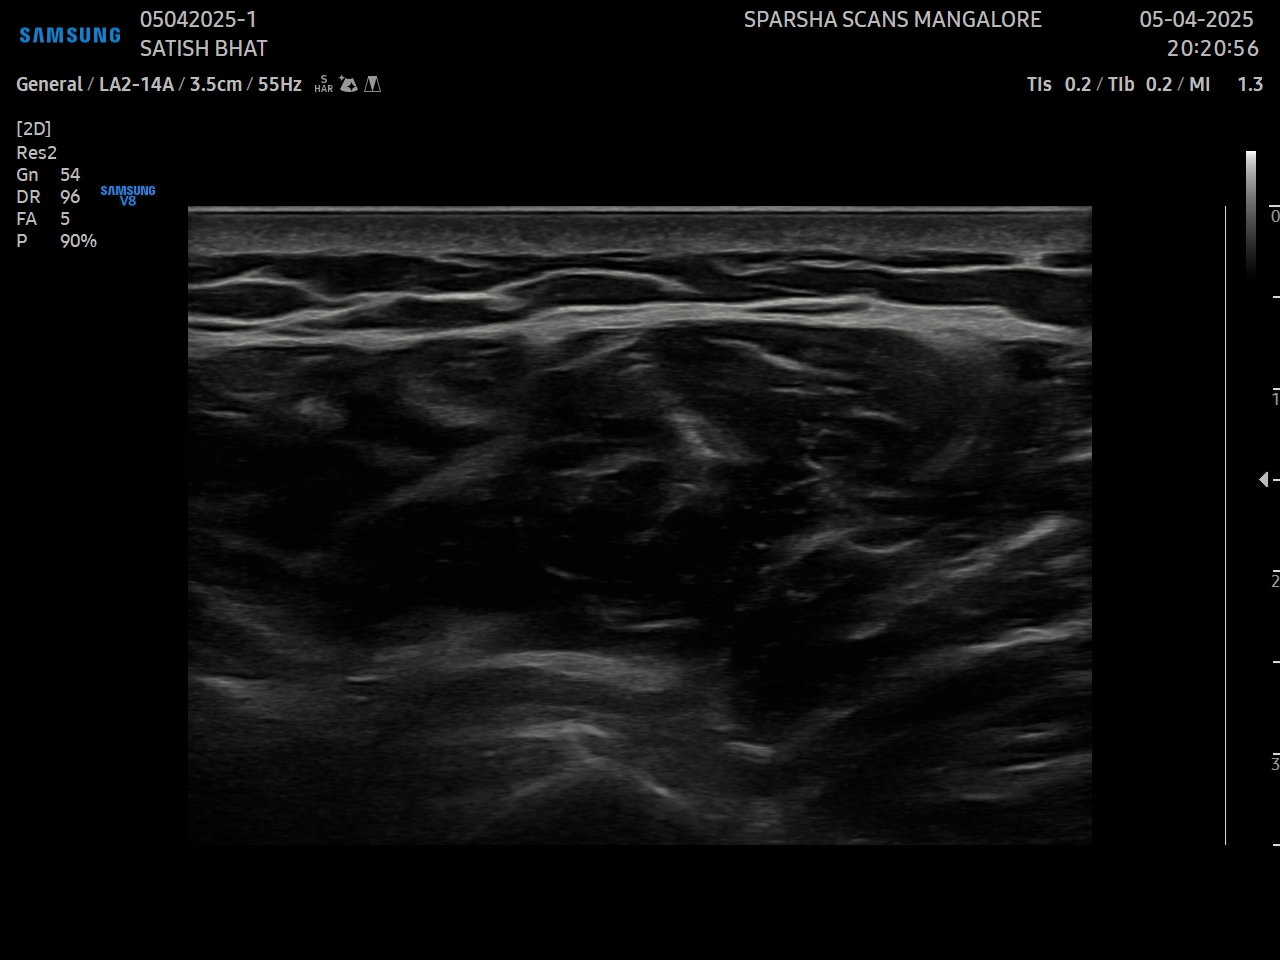 SAMSUNG
05042025-1
SATISH BHAT
SPARSHA SCANS MANGALORE
05-04-2025
20:20:56
General / LA2-14A / 3.5cm / 55Hz S HAR
TIs 0.2 / TIb 0.2 / MI 1.3
[2D]
Res2
Gn 54
DR 96
FA 5
P 90%
SAMSUNG
V8
0
1
2
3